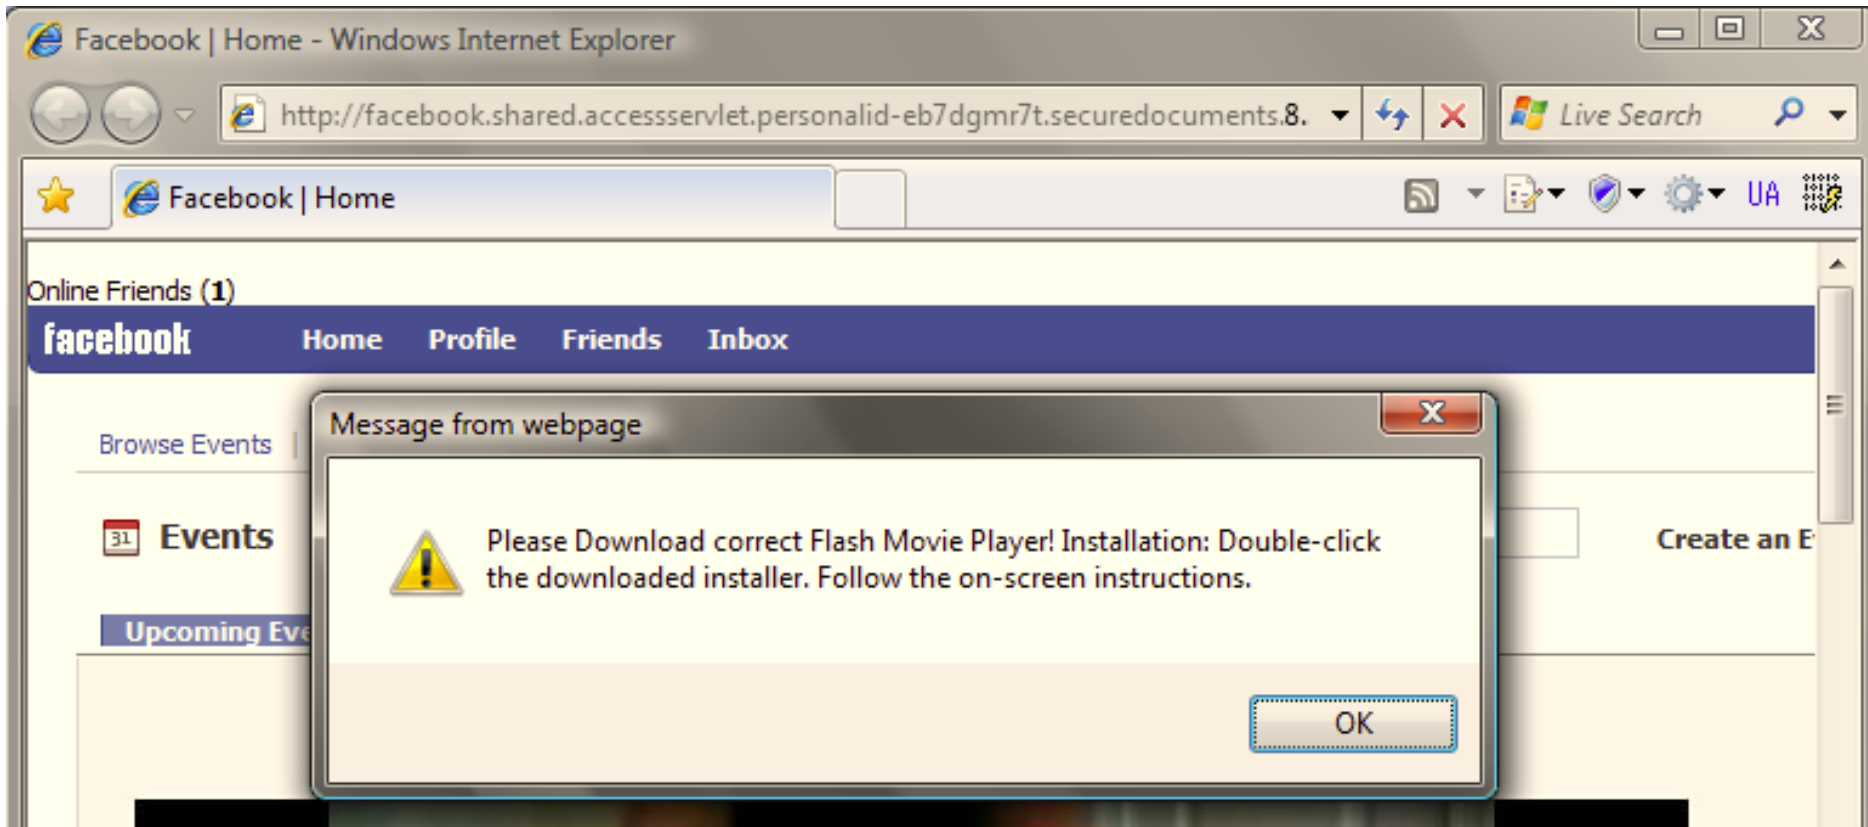 Facebook | Home - Windows Internet Explorer
http://facebook.shared.accessservlet.personalid-eb7dgmr7t.securedocuments.8.
Live Search
Facebook | Home
UA
Online Friends (1)
facebook Home Profile Friends Inbox
Message from webpage
Browse Events |
31 Events
Please Download correct Flash Movie Player! Installation: Double-click
the downloaded installer. Follow the on-screen instructions.
Create an E
Upcoming Eve
OK